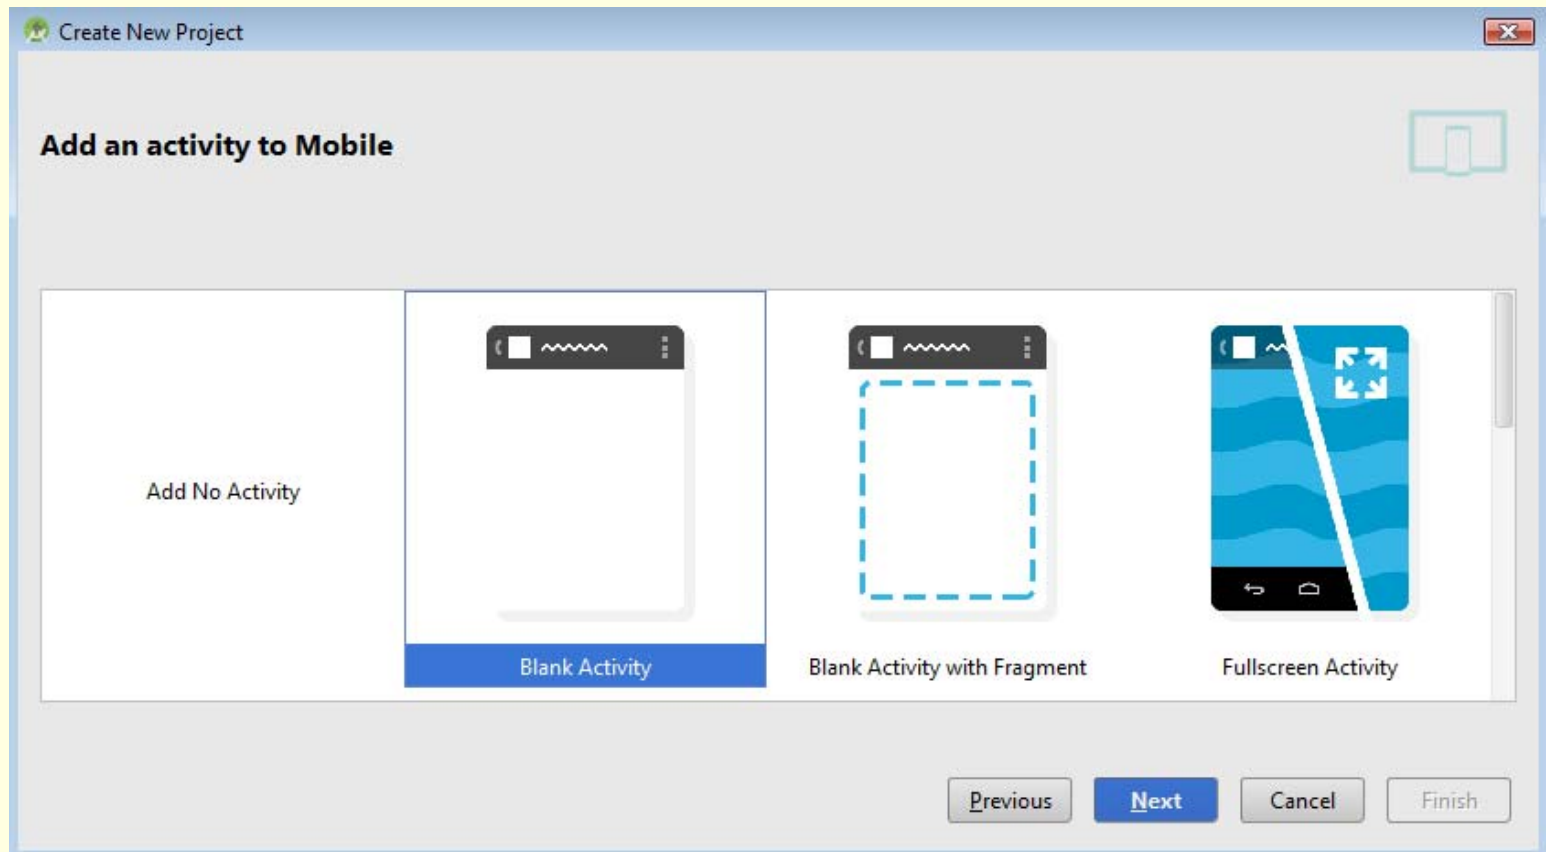 Create New Project
Add an activity to Mobile
Add No Activity
Blank Activity
Blank Activity with Fragment
Fullscreen Activity
Previous
Next
Cancel
Finish